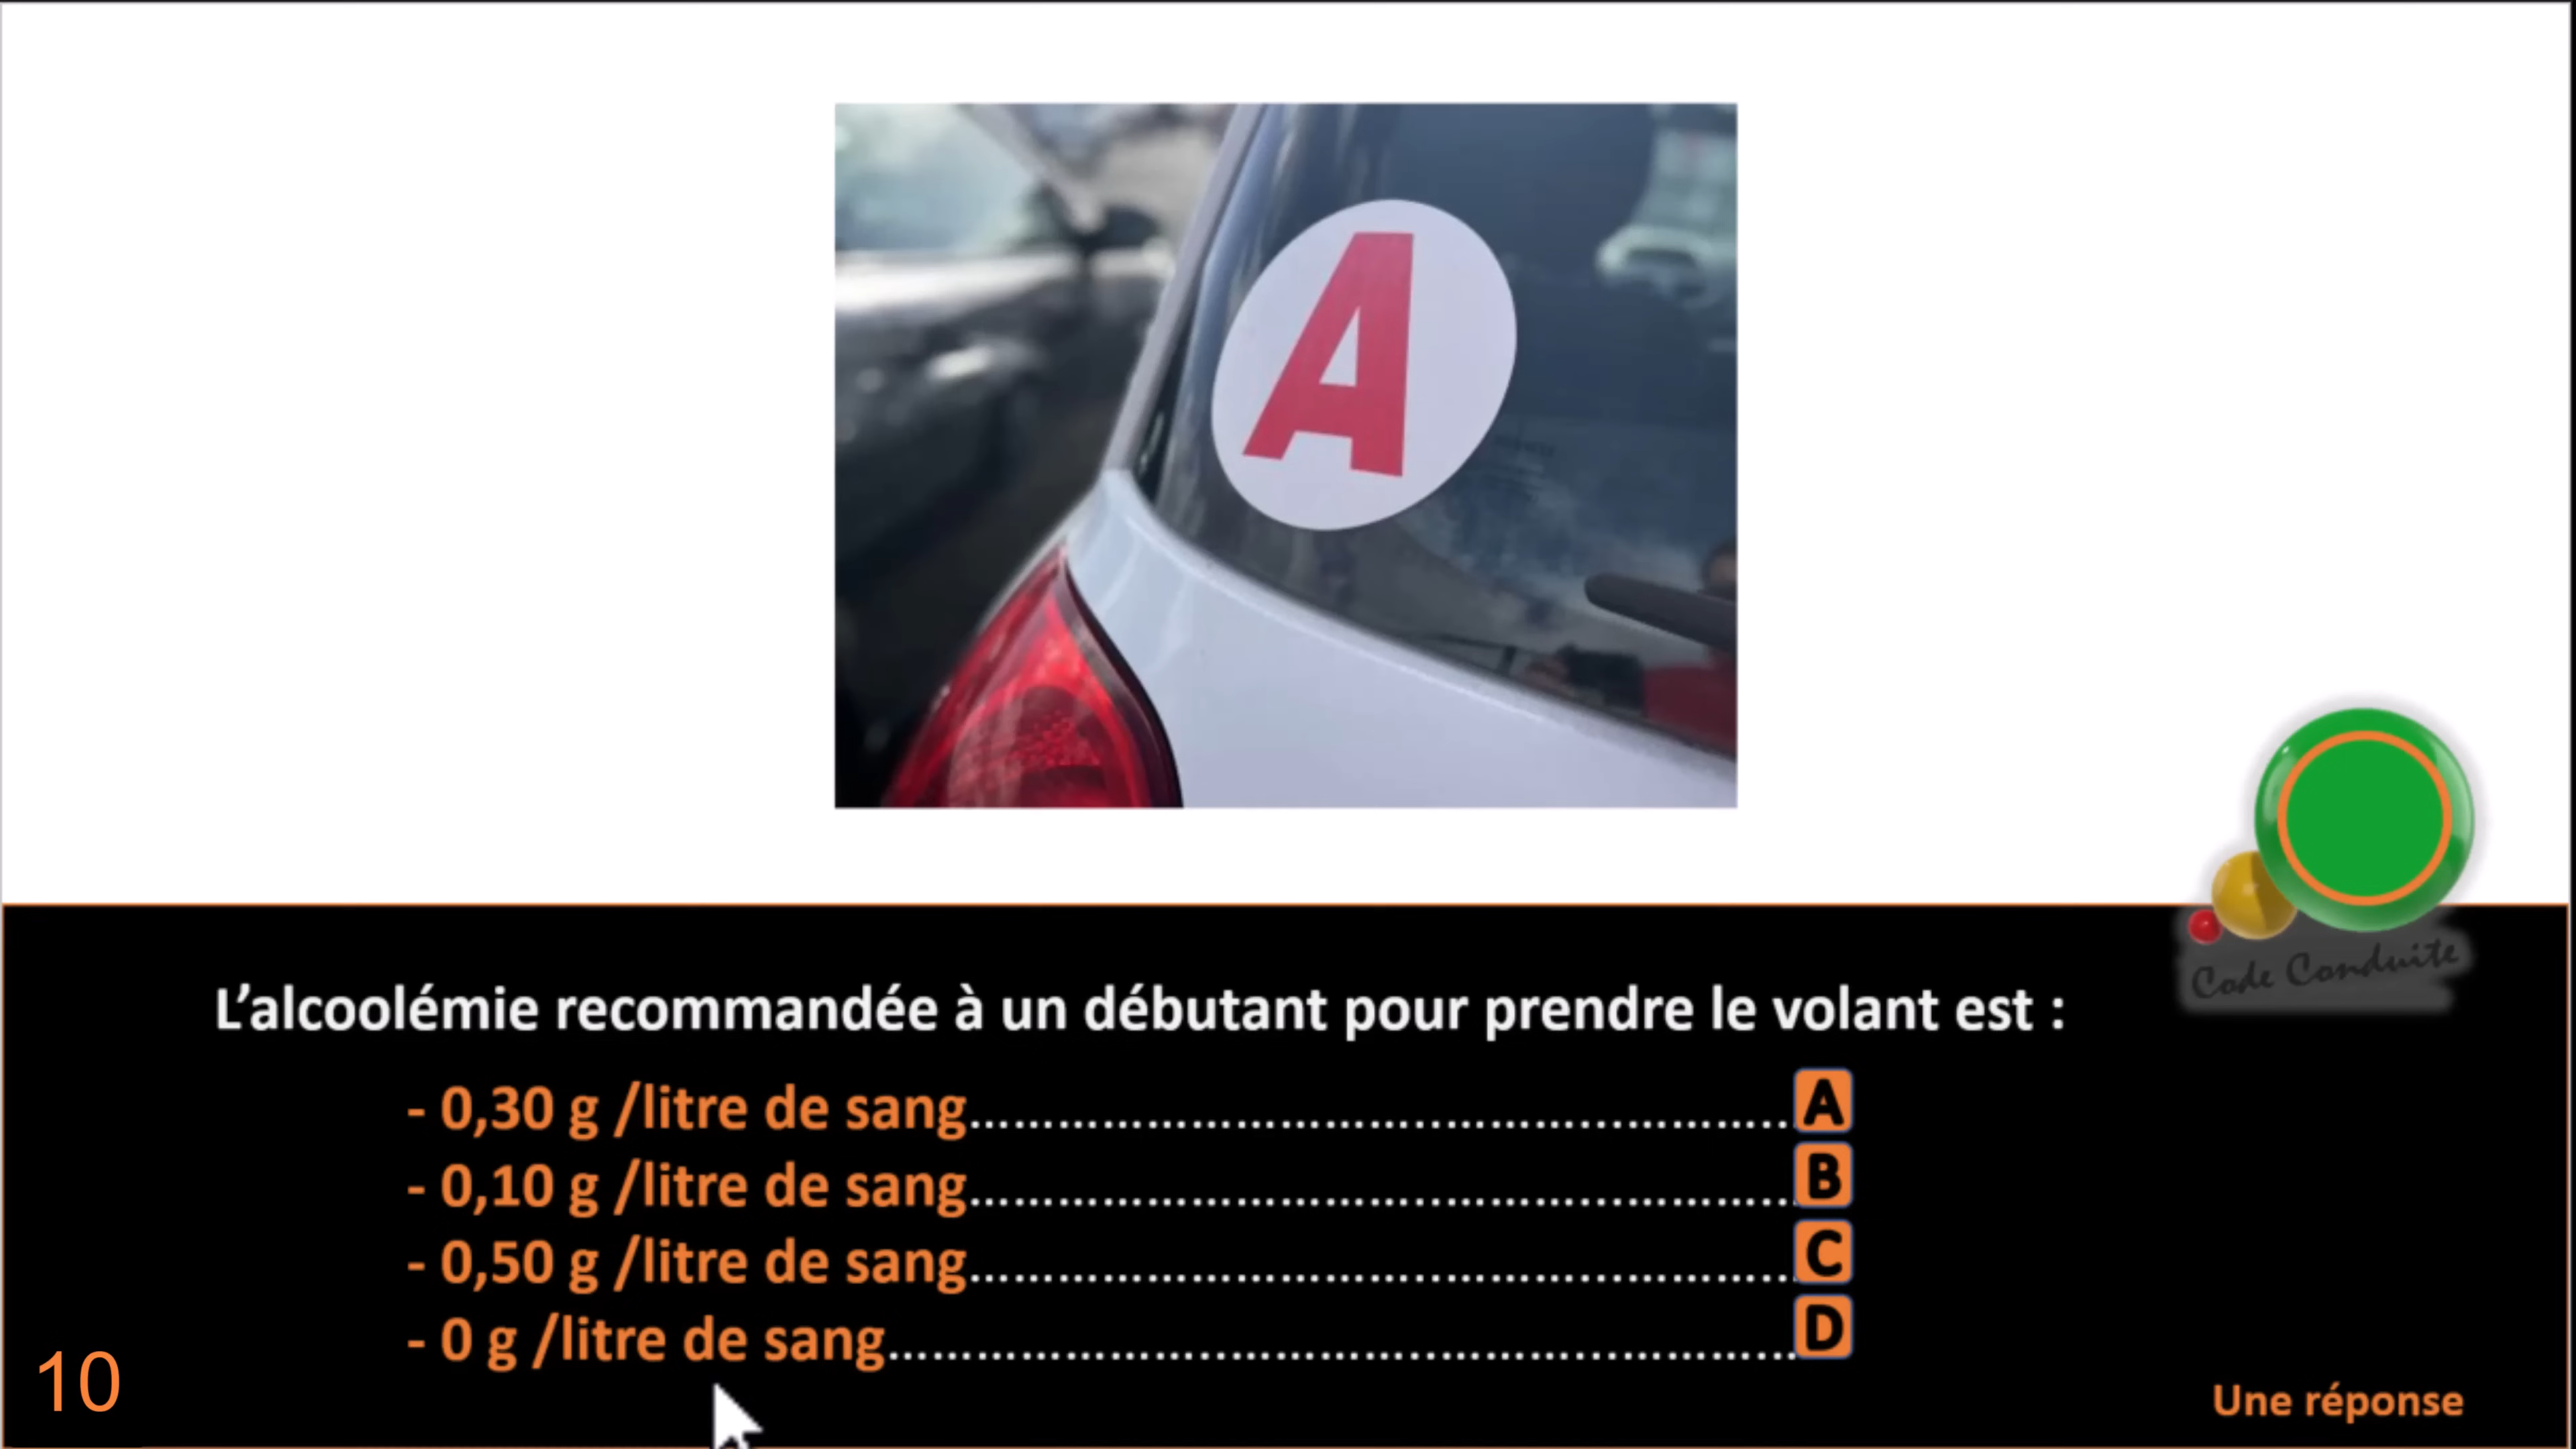 A
Code Conduite
L’alcoolémie recommandée à un débutant pour prendre le volant est :
- 0,30 g /litre de sang.......................................................A
- 0,10 g /litre de sang.......................................................B
- 0,50 g /litre de sang.......................................................C
- 0 g /litre de sang.............................................................D
10
Une réponse